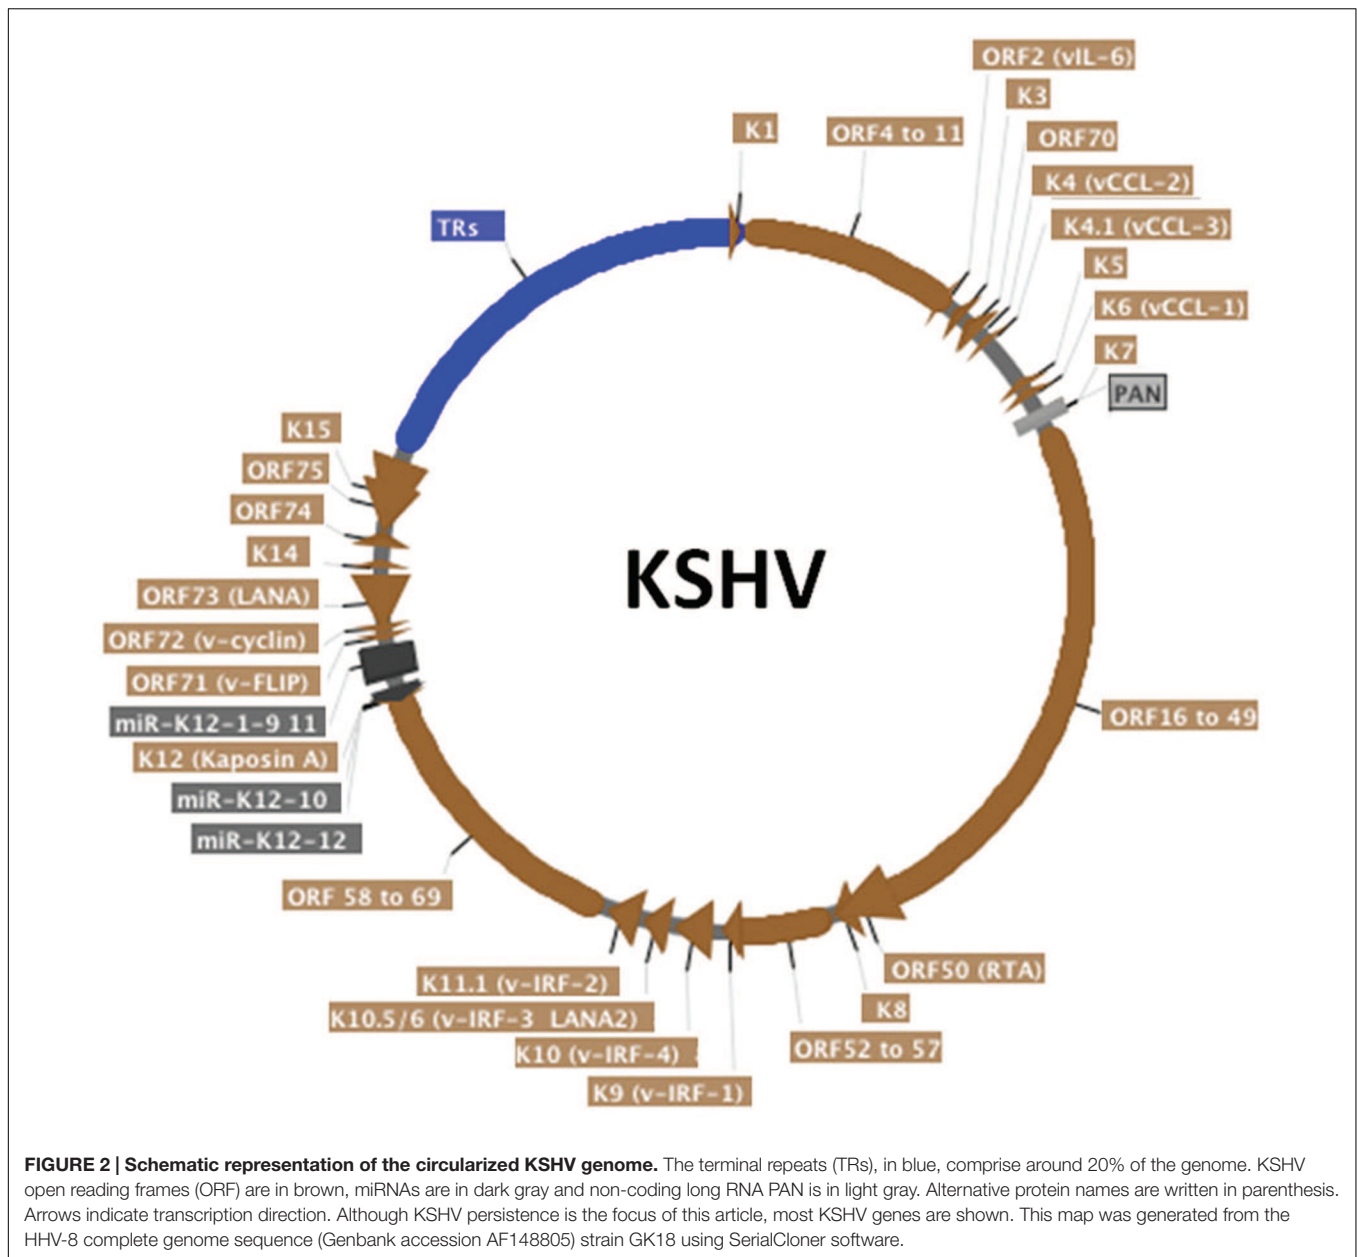 ORF2 (vIL-6)
K3
K1
ORF4 to 11
ORF70
K4 (vCCL-2)
TRs
K4.1 (vCCL-3)
K5
K6 (vCCL-1)
K7
PAN
K15
ORF75
ORF74
K14
KSHV
ORF73 (LANA)
ORF72 (v-cyclin)
ORF71 (v-FLIP)
miR-K12-1-9 11
ORF16 to 49
K12 (Kaposin A)
miR-K12-10
miR-K12-12
ORF 58 to 69
ORF50 (RTA)
K11.1 (v-IRF-2)
K8
K10.5/6 (v-IRF-3 LANA2)
ORF52 to 57
K10 (v-IRF-4)
K9 (v-IRF-1)
FIGURE 2 | Schematic representation of the circularized KSHV genome. The terminal repeats (TRs), in blue, comprise around 20% of the genome. KSHV
open reading frames (ORF) are in brown, miRNAs are in dark gray and non-coding long RNA PAN is in light gray. Alternative protein names are written in parenthesis.
Arrows indicate transcription direction. Although KSHV persistence is the focus of this article, most KSHV genes are shown. This map was generated from the
HHV-8 complete genome sequence (Genbank accession AF148805) strain GK18 using SerialCloner software.